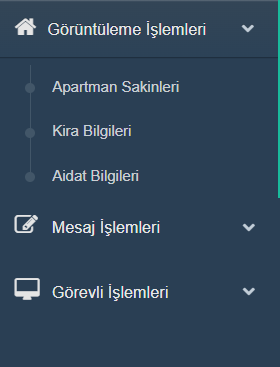 Görüntüleme İşlemleri
Apartman Sakinleri
Kira Bilgileri
Aidat Bilgileri
Mesaj İşlemleri
Görevli İşlemleri